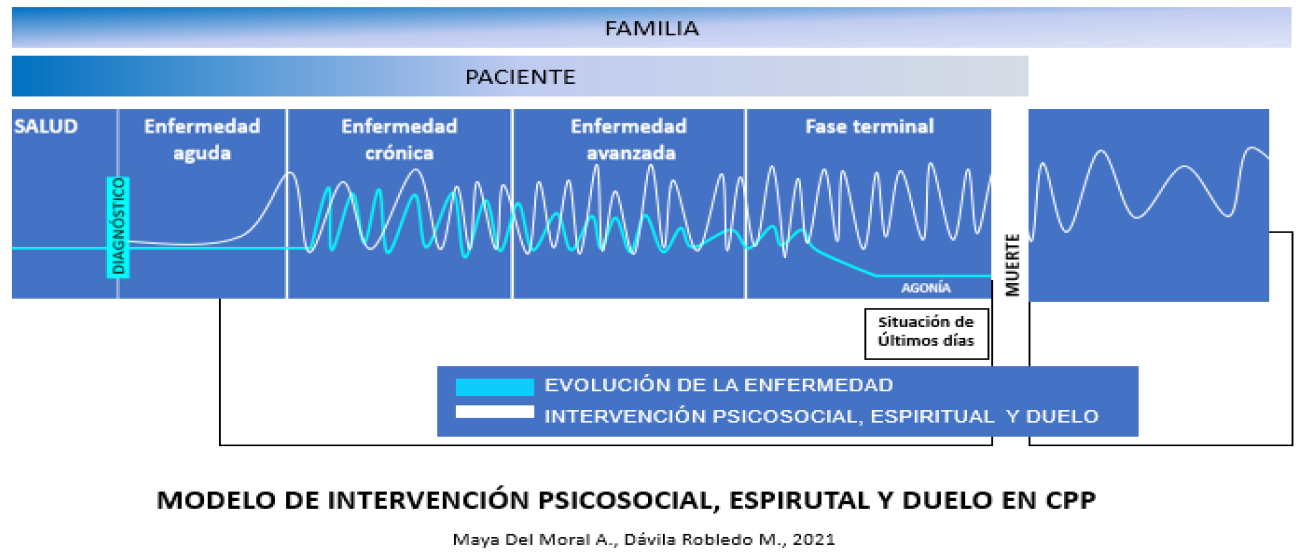 FAMILIA
PACIENTE
SALUD
Enfermedad
aguda
Enfermedad
crónica
Enfermedad
avanzada
Fase terminal
DIAGNÓSTICO
AGONÍA
MUERTE
Situación de
Últimos días
EVOLUCIÓN DE LA ENFERMEDAD
INTERVENCIÓN PSICOSOCIAL, ESPIRITUAL Y DUELO
MODELO DE INTERVENCIÓN PSICOSOCIAL, ESPIRUTAL Y DUELO EN CPP
Maya Del Moral A., Dávila Robledo M., 2021